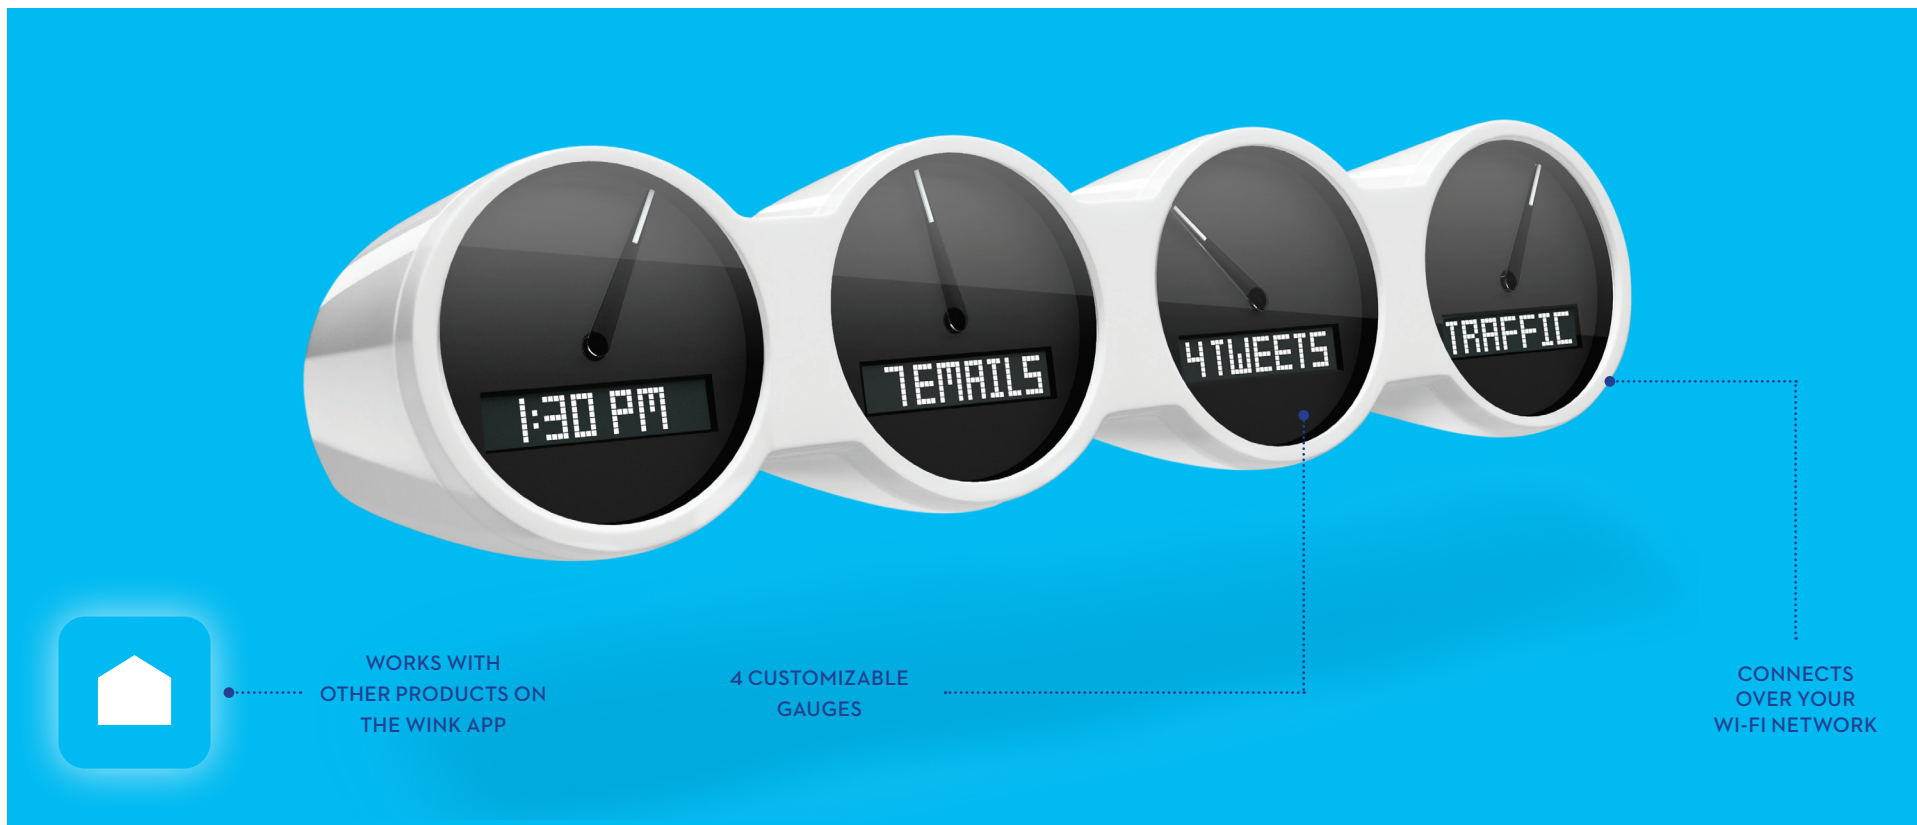 1:30 PM
7EMAILS
4TWEETS
TRAFFIC
WORKS WITH
OTHER PRODUCTS ON
THE WINK APP
4 CUSTOMIZABLE
GAUGES
CONNECTS
OVER YOUR
WI-FI NETWORK